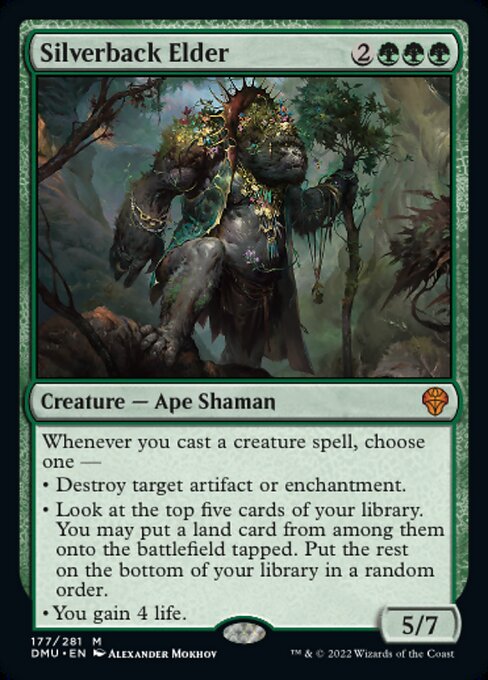 Silverback Elder 2
Creature — Ape Shaman
Whenever you cast a creature spell, choose
one —
• Destroy target artifact or enchantment.
• Look at the top five cards of your library.
You may put a land card from among them
onto the battlefield tapped. Put the rest
on the bottom of your library in a random
order.
• You gain 4 life.
5/7
177/281 M
DMU • EN Alexander Mokhov
™ & © 2022 Wizards of the Coast